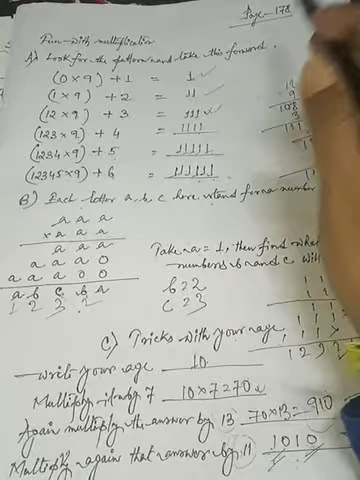 Page - 178
Fun with multiplication
A) Look for the pattern and take this forward.
(0 x 9) + 1 = 1
(1 x 9) + 2 = 11
(12 x 9) + 3 = 111
(123 x 9) + 4 = 1111
(1234 x 9) + 5 = 11111
(12345 x 9) + 6 = 111111
B) Each letter a, b, c here stand for a number
a a a
x a a a
a a a
a a a 0
a a a 0 0
a b c b a
1 2 3 2
Take a = 1, then find what
numbers b and c will
b = 2
c = 3
C) Tricks with your age
write your age 10
Multiply it by 7 10 x 7 = 70
Again multiply the answer by 13 70 x 13 = 910
Multiply again that answer by 11 1010